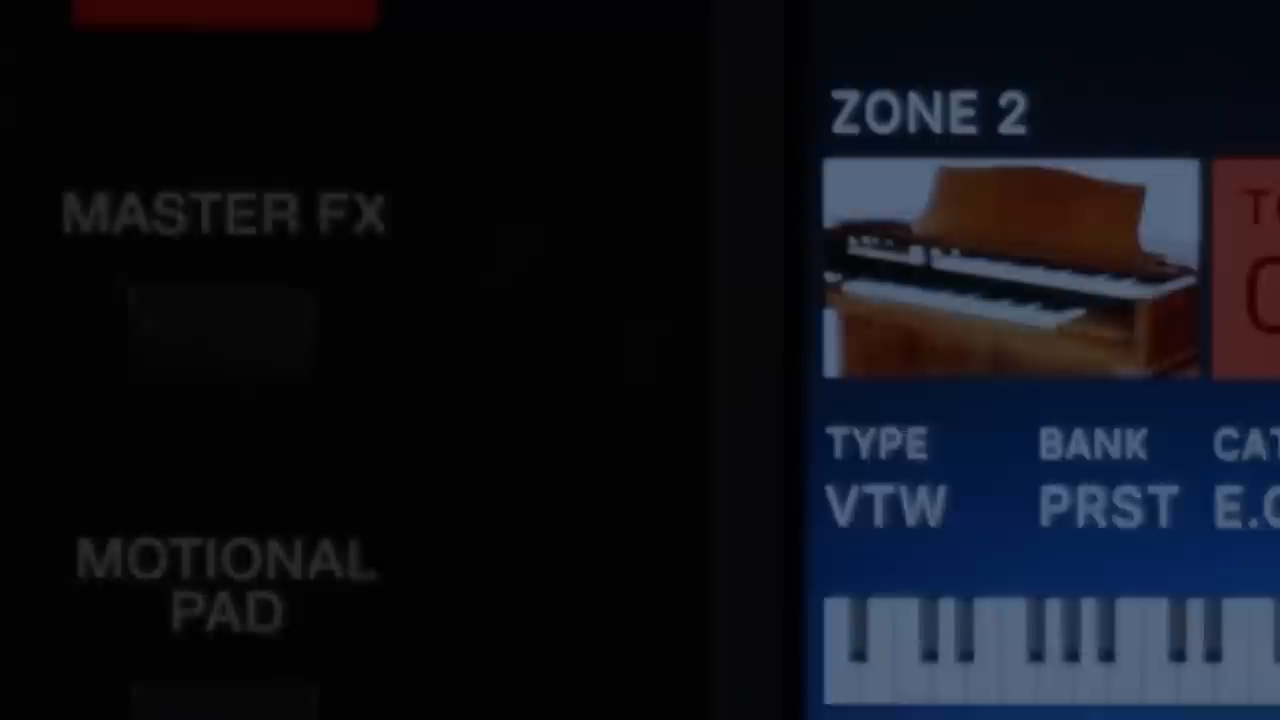 MASTER FX
MOTIONAL
PAD
ZONE 2
TYPE BANK
VTW PRST